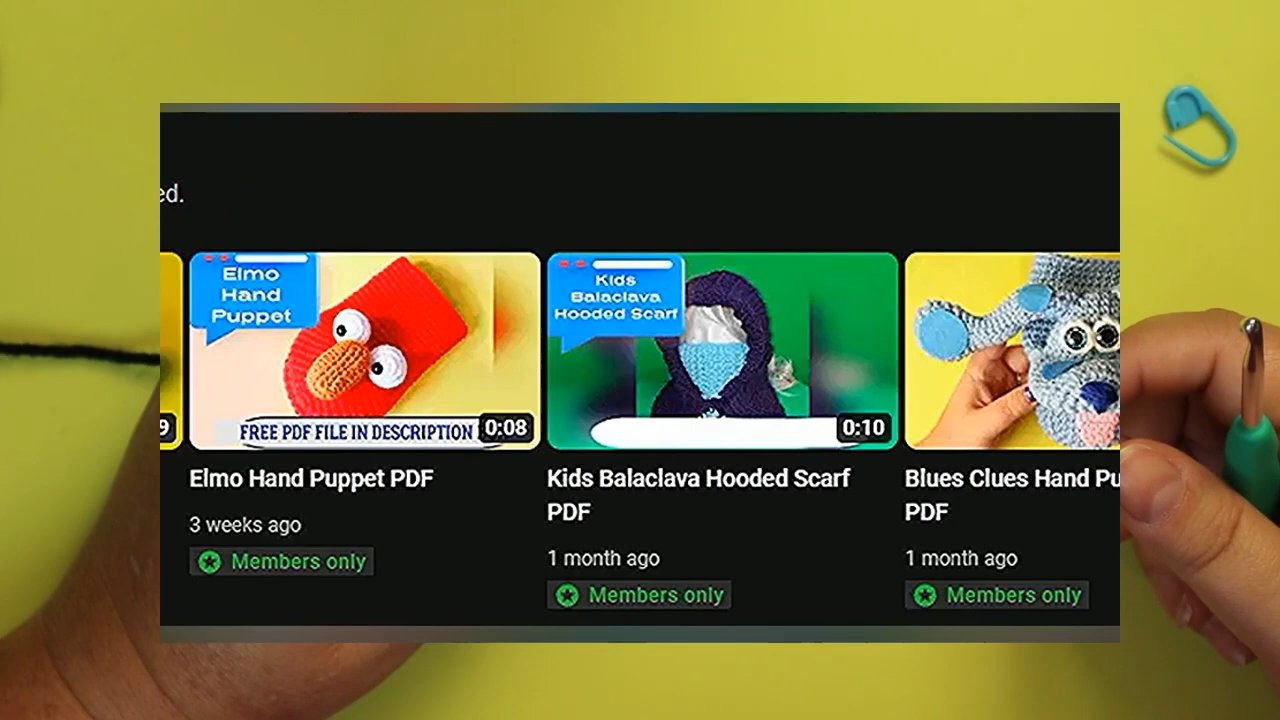 ed.
Elmo
Hand
Puppet
FREE PDF FILE IN DESCRIPTION
0:08
Elmo Hand Puppet PDF
3 weeks ago
Members only
Kids
Balaclava
Hooded Scarf
0:10
Kids Balaclava Hooded Scarf
PDF
1 month ago
Members only
Blues Clues Hand Pu
PDF
1 month ago
Members only
9